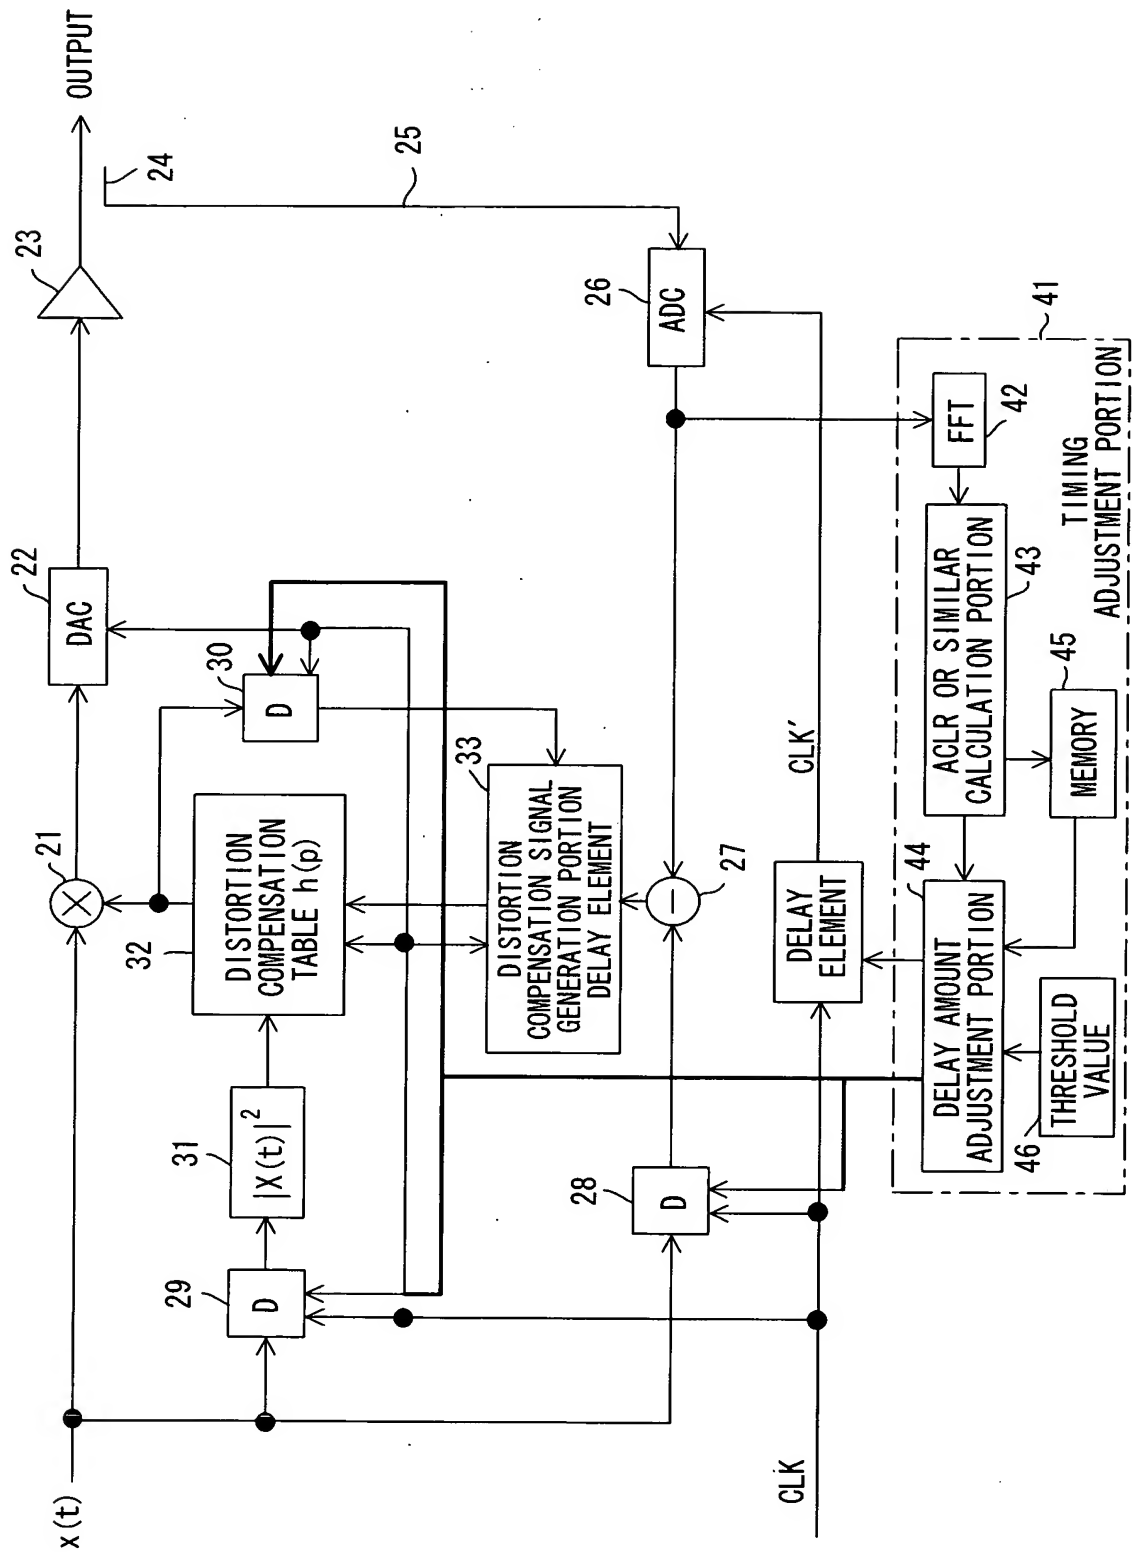 x(t)
21
22
DAC
23
OUTPUT
24
25
29
D
31
|X(t)|²
32
DISTORTION
COMPENSATION
TABLE h(p)
30
D
33
DISTORTION
COMPENSATION SIGNAL
GENERATION PORTION
DELAY ELEMENT
28
D
27
26
ADC
CLK
DELAY
ELEMENT
CLK'
41
TIMING
ADJUSTMENT PORTION
FFT
42
ACLR OR SIMILAR
CALCULATION PORTION
43
44
DELAY AMOUNT
ADJUSTMENT PORTION
45
MEMORY
46
THRESHOLD
VALUE